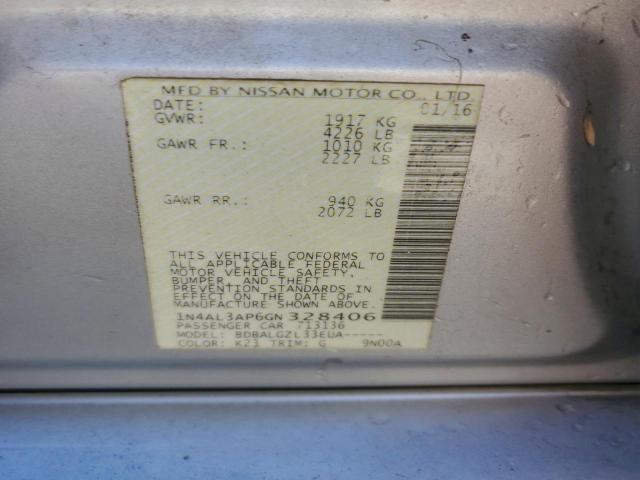 MFD BY NISSAN MOTOR CO., LTD.
DATE: 01/16
GVWR: 1917 KG
4226 LB
GAWR FR.: 1010 KG
2227 LB
GAWR RR.: 940 KG
2072 LB
THIS VEHICLE CONFORMS TO
ALL APPLICABLE FEDERAL
MOTOR VEHICLE SAFETY,
BUMPER, AND THEFT
PREVENTION STANDARDS IN
EFFECT ON THE DATE OF
MANUFACTURE SHOWN ABOVE.
1N4AL3AP6GN 328406
PASSENGER CAR 713136
MODEL: BDBALGZL33EUA-----
COLOR: K23 TRIM: G 9N00A